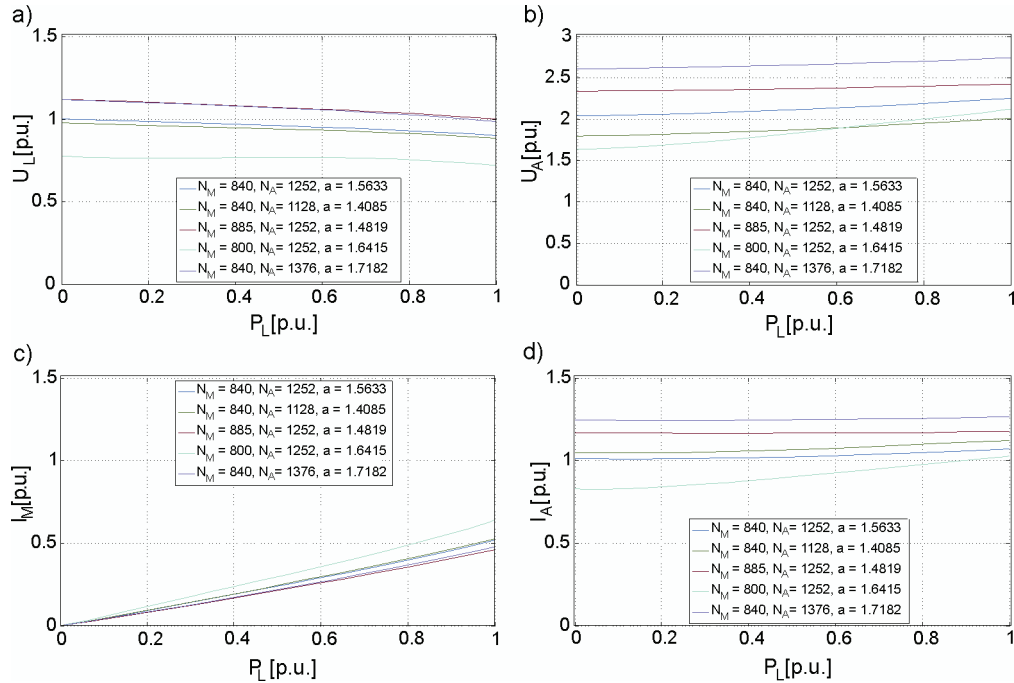 a)
1.5
1
0.5
0
U_L[p.u.]
N_M = 840, N_A= 1252, a = 1.5633
N_M = 840, N_A= 1128, a = 1.4085
N_M = 885, N_A= 1252, a = 1.4819
N_M = 800, N_A= 1252, a = 1.6415
N_M = 840, N_A= 1376, a = 1.7182
0 0.2 0.4 0.6 0.8 1
P_L[p.u.]
b)
3
2.5
2
1.5
1
0.5
0
U_A[p.u.]
N_M = 840, N_A= 1252, a = 1.5633
N_M = 840, N_A= 1128, a = 1.4085
N_M = 885, N_A= 1252, a = 1.4819
N_M = 800, N_A= 1252, a = 1.6415
N_M = 840, N_A= 1376, a = 1.7182
0 0.2 0.4 0.6 0.8 1
P_L[p.u.]
c)
1.5
1
0.5
0
I_M[p.u.]
N_M = 840, N_A= 1252, a = 1.5633
N_M = 840, N_A= 1128, a = 1.4085
N_M = 885, N_A= 1252, a = 1.4819
N_M = 800, N_A= 1252, a = 1.6415
N_M = 840, N_A= 1376, a = 1.7182
0 0.2 0.4 0.6 0.8 1
P_L[p.u.]
d)
1.5
1
0.5
0
I_A[p.u.]
N_M = 840, N_A= 1252, a = 1.5633
N_M = 840, N_A= 1128, a = 1.4085
N_M = 885, N_A= 1252, a = 1.4819
N_M = 800, N_A= 1252, a = 1.6415
N_M = 840, N_A= 1376, a = 1.7182
0 0.2 0.4 0.6 0.8 1
P_L[p.u.]